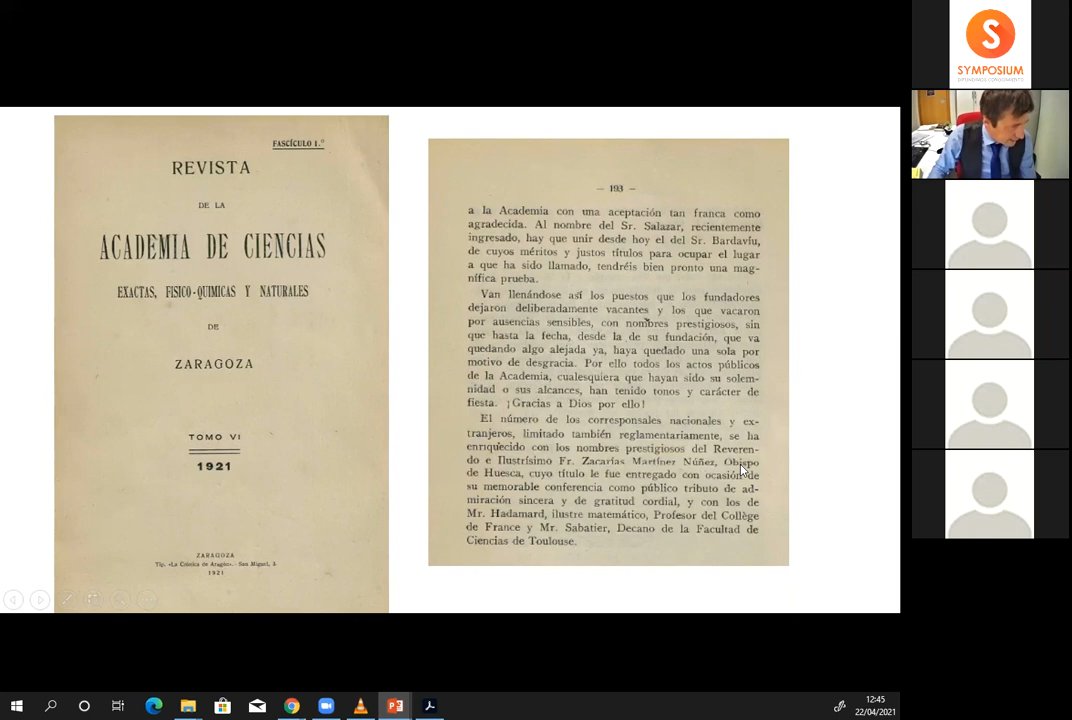 FASCÍCULO 1.º
REVISTA
DE LA
ACADEMIA DE CIENCIAS
EXACTAS, FISICO-QUIMICAS Y NATURALES
DE
ZARAGOZA
TOMO VI
1921
ZARAGOZA
Tip. «La Crónica de Aragón».- San Miguel, 3.
1921
— 193 —
a la Academia con una aceptación tan franca como
agradecida. Al nombre del Sr. Salazar, recientemente
ingresado, hay que unir desde hoy el del Sr. Bardavíu,
de cuyos méritos y justos títulos para ocupar el lugar
a que ha sido llamado, tendréis bien pronto una mag-
nífica prueba.
Van llenándose así los puestos que los fundadores
dejaron deliberadamente vacantes y los que vacaron
por ausencias sensibles, con nombres prestigiosos, sin
que hasta la fecha, desde la de su fundación, que va
quedando algo alejada ya, haya quedado una sola por
motivo de desgracia. Por ello todos los actos públicos
de la Academia, cualesquiera que hayan sido su solem-
nidad o sus alcances, han tenido tonos y carácter de
fiesta. ¡Gracias a Dios por ello!
El número de los corresponsales nacionales y ex-
tranjeros, limitado también reglamentariamente, se ha
enriquecido con los nombres prestigiosos del Reveren-
do e Ilustrísimo Fr. Zacarías Martínez Núñez, Obispo
de Huesca, cuyo título le fue entregado con ocasión de
su memorable conferencia como público tributo de ad-
miración sincera y de gratitud cordial, y con los de
Mr. Hadamard, ilustre matemático, Profesor del Collège
de France y Mr. Sabatier, Decano de la Facultad de
Ciencias de Toulouse.
S
SYMPOSIUM
12:45
22/04/2021